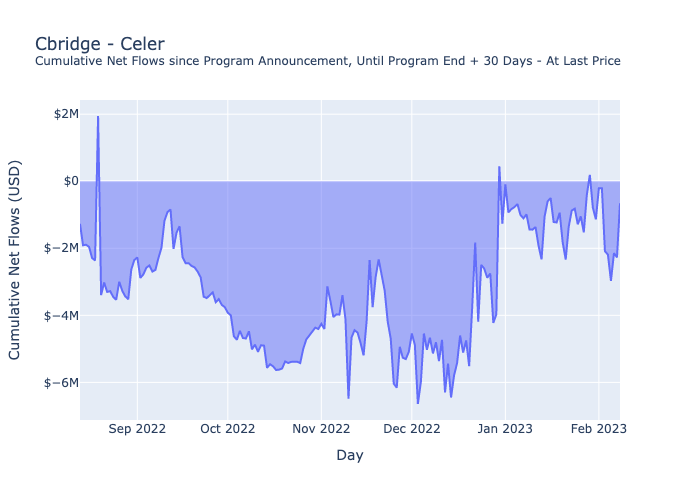 Cbridge - Celer
Cumulative Net Flows since Program Announcement, Until Program End + 30 Days - At Last Price
Cumulative Net Flows (USD)
$2M
$0
$−2M
$−4M
$−6M
Sep 2022
Oct 2022
Nov 2022
Dec 2022
Jan 2023
Feb 2023
Day